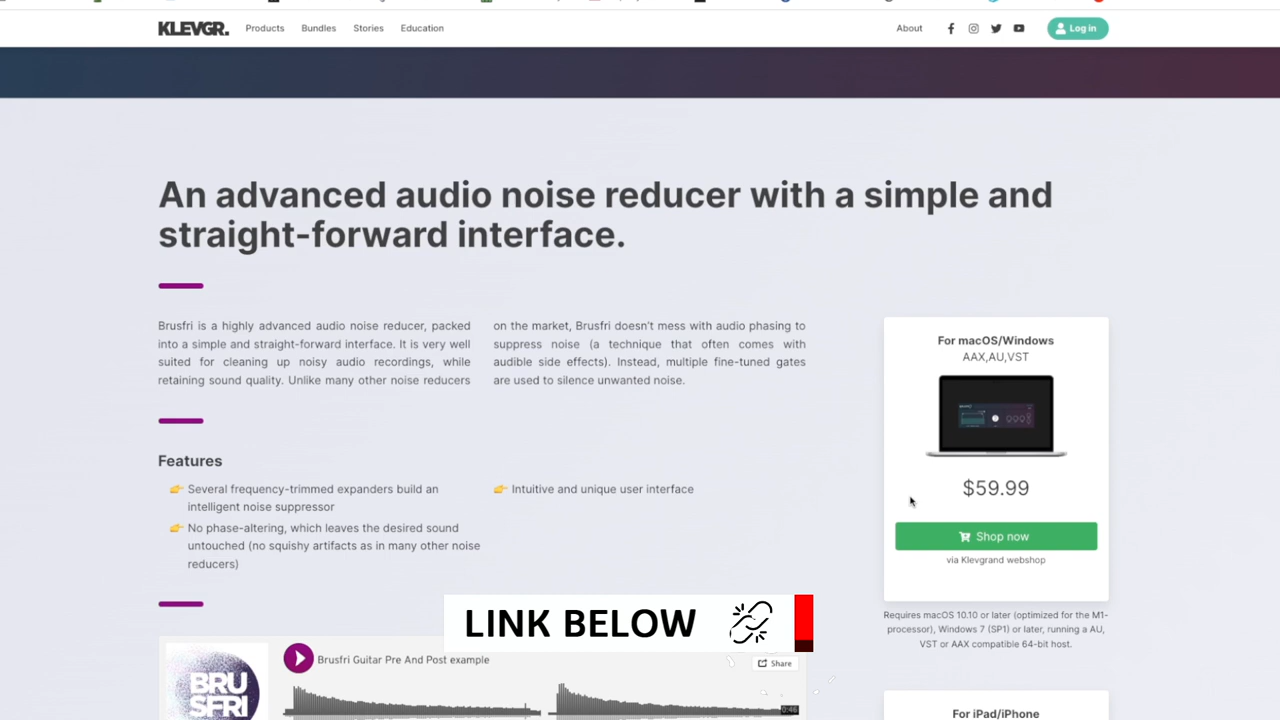 KLEVGR.
Products
Bundles
Stories
Education
About
Log in
An advanced audio noise reducer with a simple and
straight-forward interface.
Brusfri is a highly advanced audio noise reducer, packed
into a simple and straight-forward interface. It is very well
suited for cleaning up noisy audio recordings, while
retaining sound quality. Unlike many other noise reducers
on the market, Brusfri doesn't mess with audio phasing to
suppress noise (a technique that often comes with
audible side effects). Instead, multiple fine-tuned gates
are used to silence unwanted noise.
Features
Several frequency-trimmed expanders build an
intelligent noise suppressor
No phase-altering, which leaves the desired sound
untouched (no squishy artifacts as in many other noise
reducers)
Intuitive and unique user interface
For macOS/Windows
AAX,AU,VST
$59.99
Shop now
via Klevgrand webshop
Requires macOS 10.10 or later (optimized for the M1-
processor), Windows 7 (SP1) or later, running a AU,
VST or AAX compatible 64-bit host.
For iPad/iPhone
LINK BELOW
BRU
SFRI
Brusfri Guitar Pre And Post example
Share
0:46